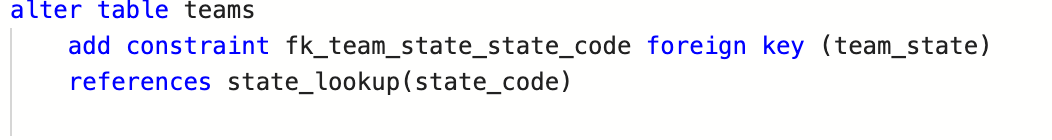 alter table teams
add constraint fk_team_state_state_code foreign key (team_state)
references state_lookup(state_code)